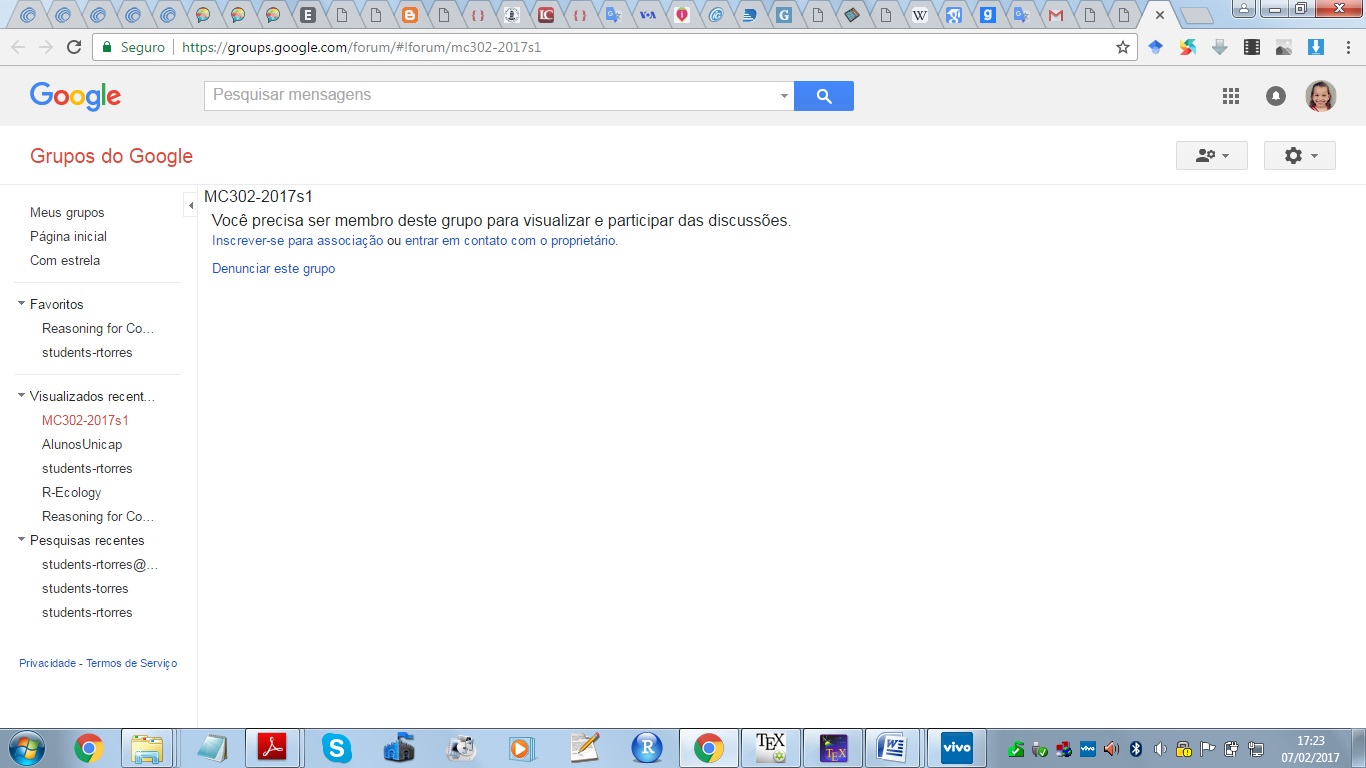 Seguro
https://groups.google.com/forum/#!forum/mc302-2017s1
Google
Pesquisar mensagens
Grupos do Google
Meus grupos
Página inicial
Com estrela
Favoritos
Reasoning for Co...
students-rtorres
Visualizados recent...
MC302-2017s1
AlunosUnicap
students-rtorres
R-Ecology
Reasoning for Co...
Pesquisas recentes
students-rtorres@...
students-torres
students-rtorres
Privacidade - Termos de Serviço
MC302-2017s1
Você precisa ser membro deste grupo para visualizar e participar das discussões.
Inscrever-se para associação ou entrar em contato com o proprietário.
Denunciar este grupo
vivo
17:23
07/02/2017